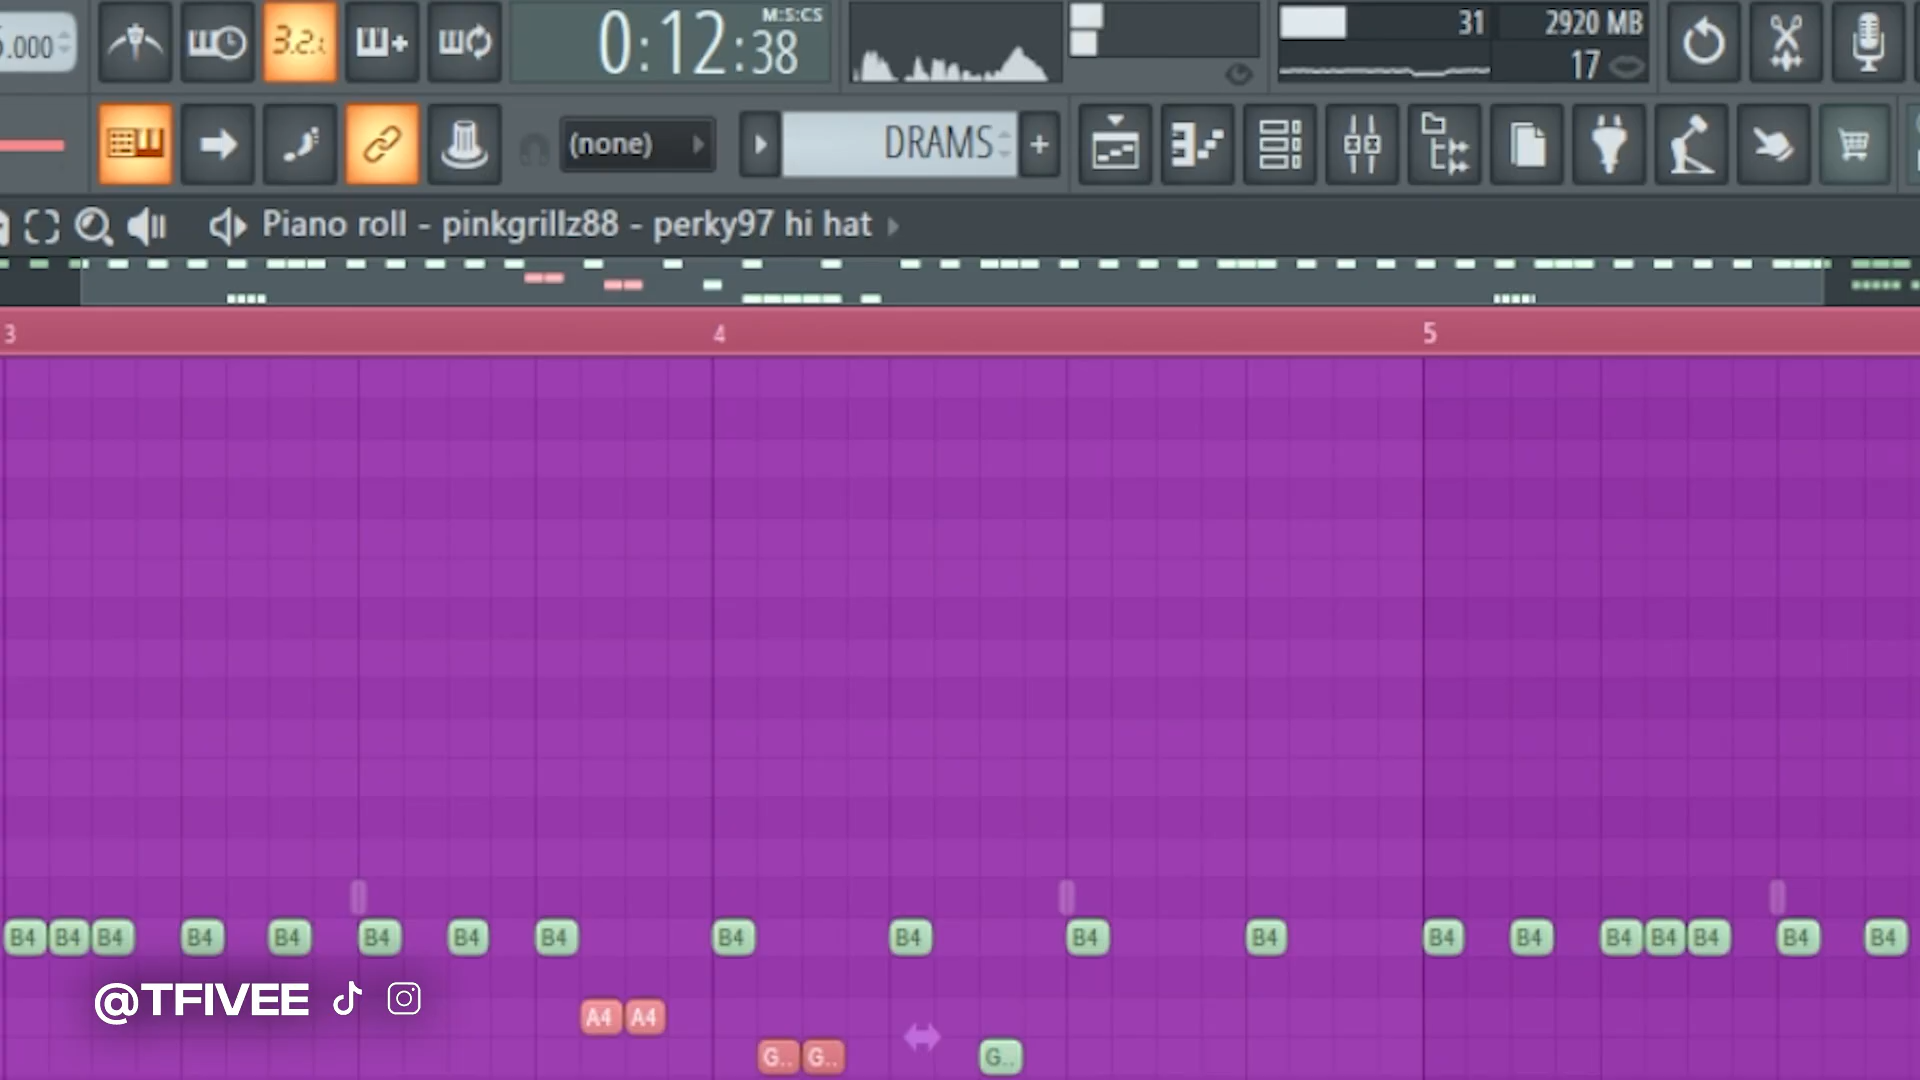 5.000
3.2.
M:S:CS
0:12:38
31
2920 MB
17
(none)
DRAMS
+
Piano roll - pinkgrillz88 - perky97 hi hat
3
4
5
B4 B4 B4 B4 B4 B4 B4 B4 B4 B4 B4 B4 B4 B4 B4 B4 B4 B4 B4
@TFIVEE
A4 A4
G.. G.. G..